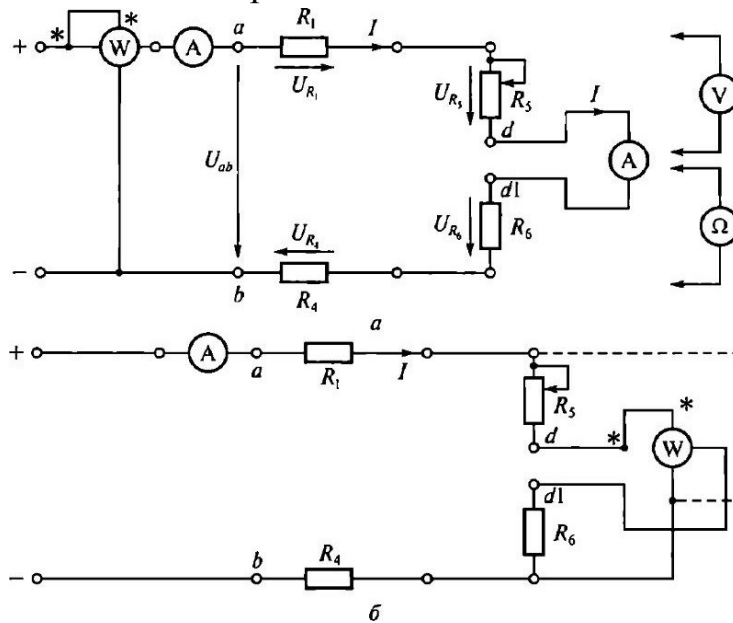 * * R₁ I
+ W A a
U_R₁ U_R₅ R₅ V
d I
U_ab A
d1
U_R₄ U_R₆ R₆ Ω
−
b R₄
а
+ A a R₁ I
R₅ *
d * W
d1
R₄ R₆
− b
б